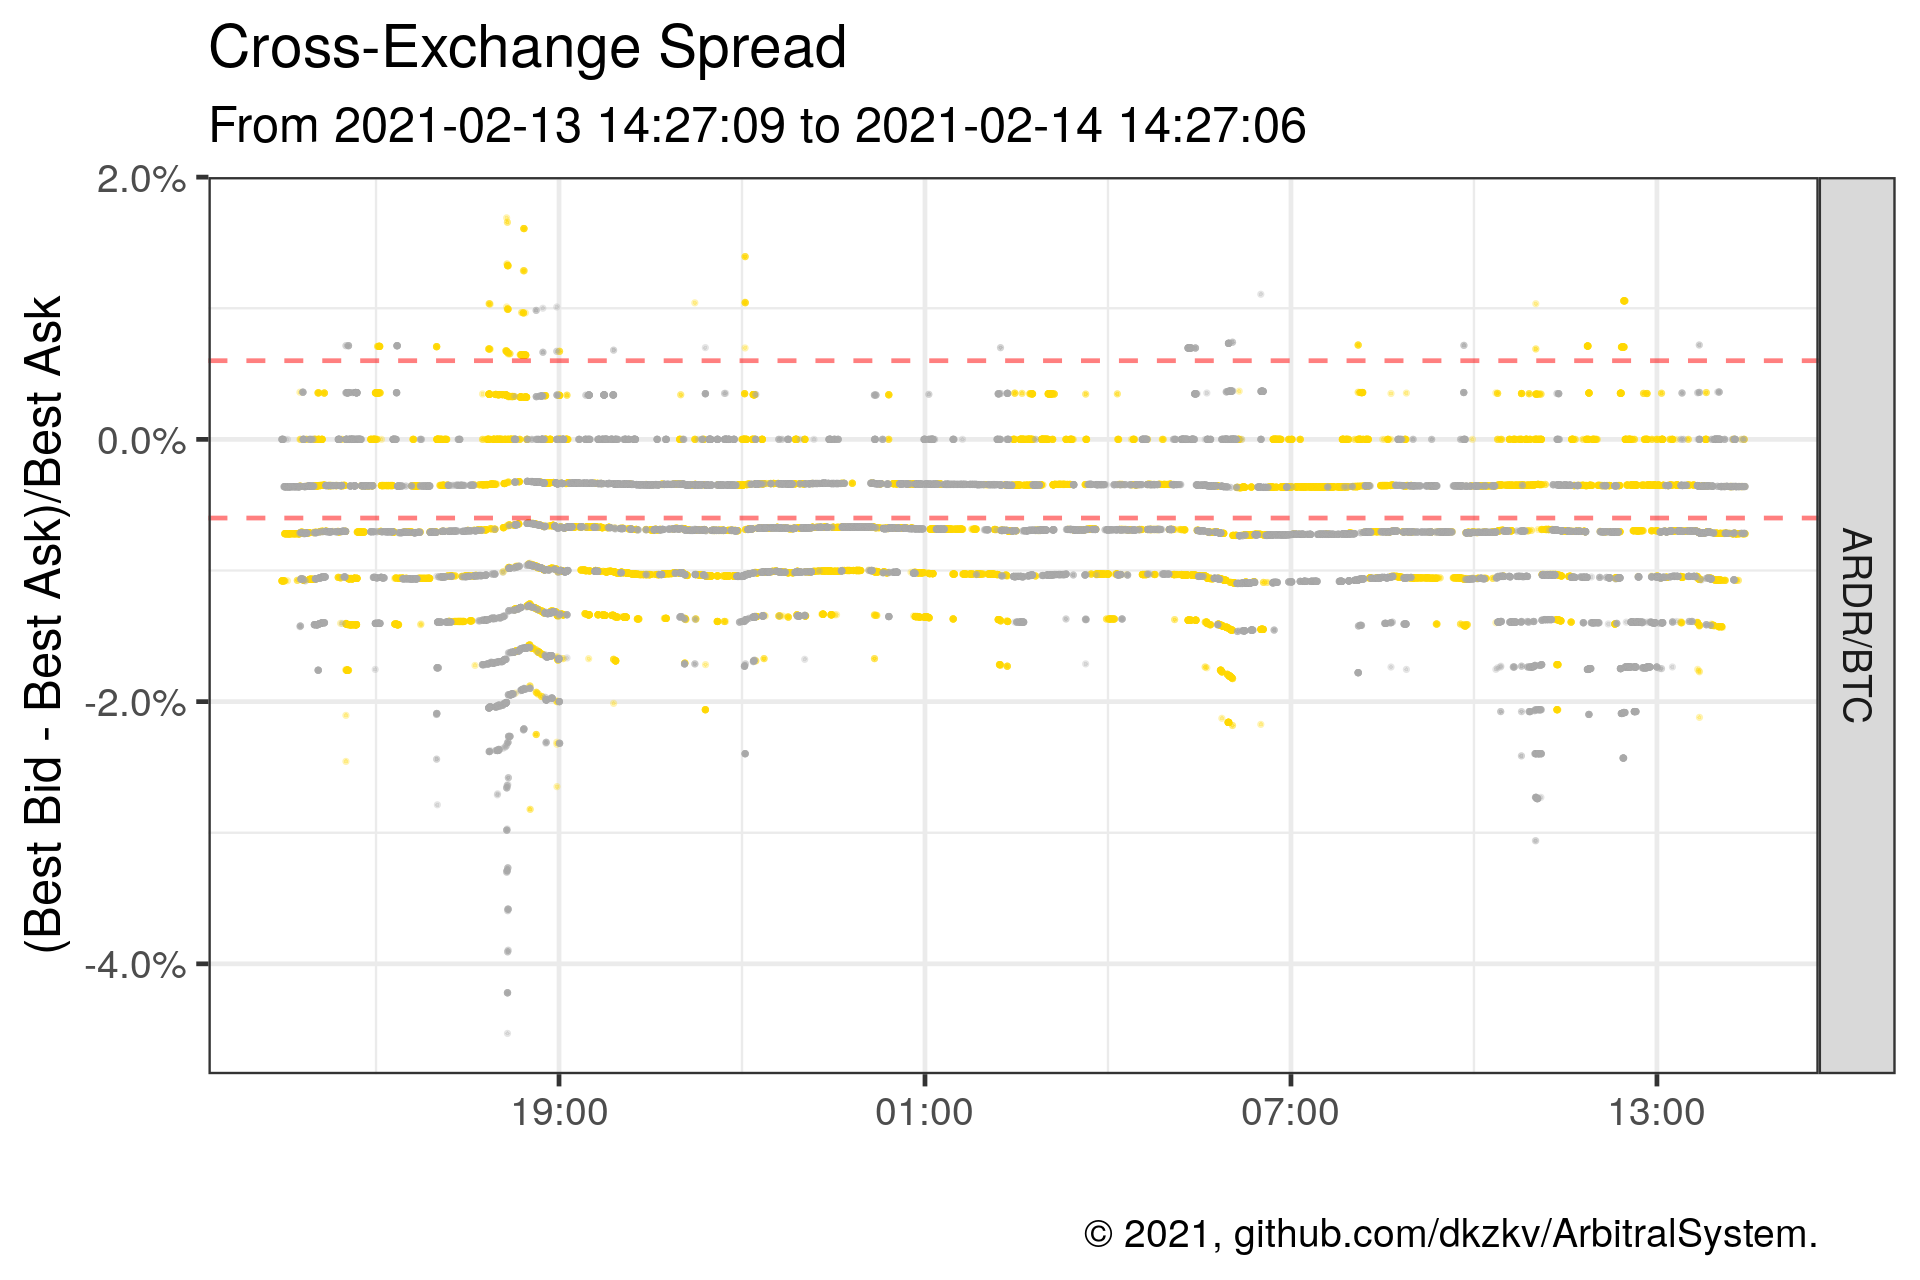 Cross-Exchange Spread
From 2021-02-13 14:27:09 to 2021-02-14 14:27:06
(Best Bid - Best Ask)/Best Ask
2.0%
0.0%
-2.0%
-4.0%
ARDR/BTC
19:00
01:00
07:00
13:00
© 2021, github.com/dkzkv/ArbitralSystem.